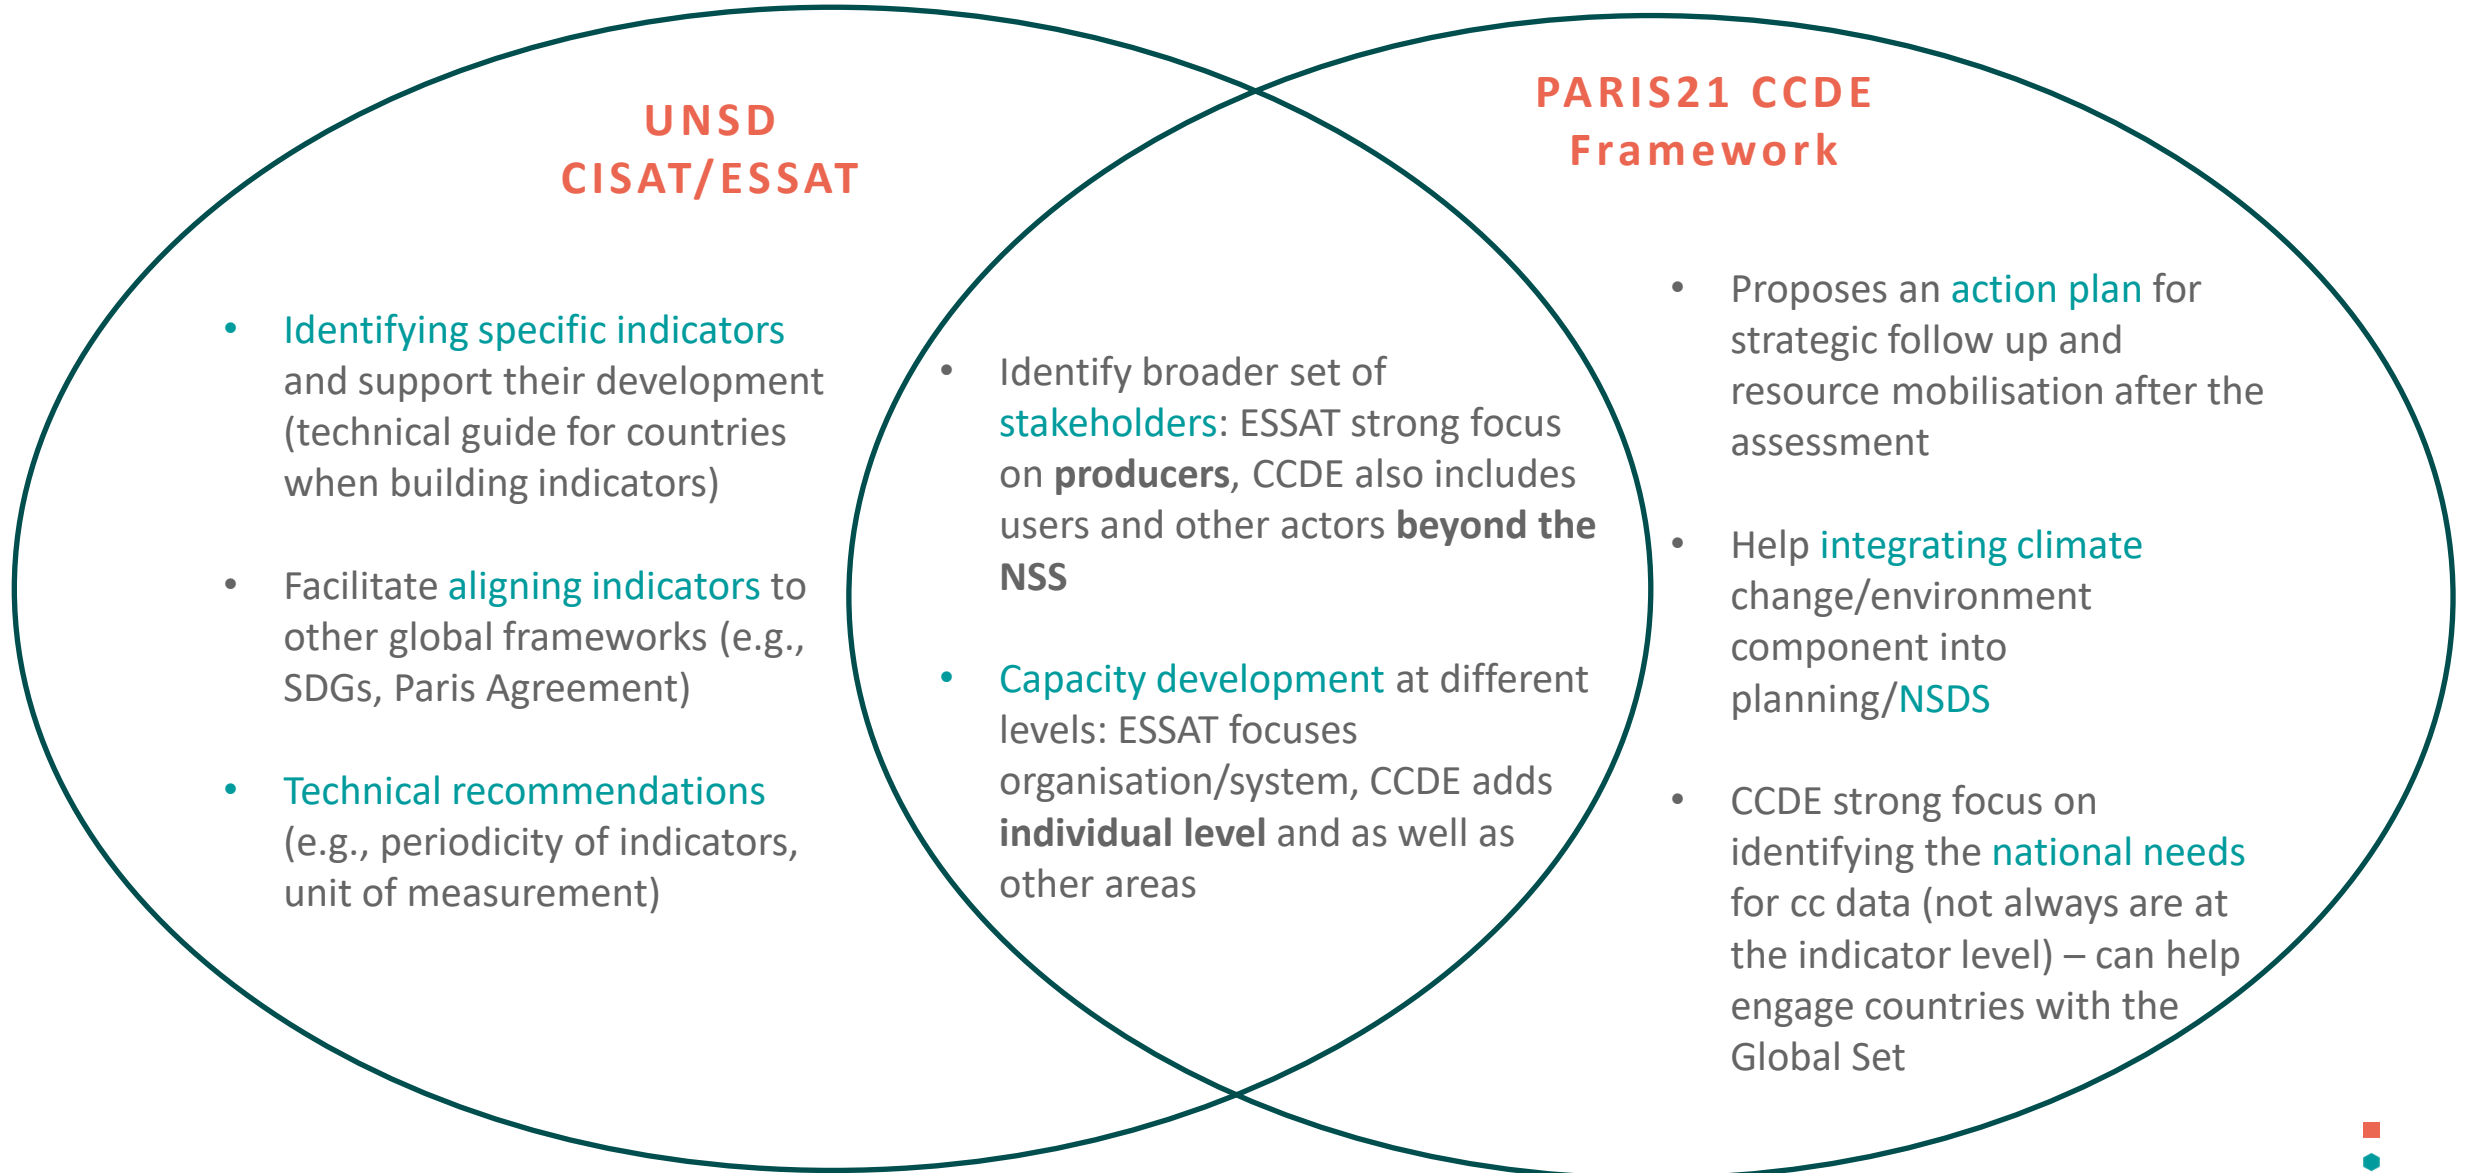 UNSD
CISAT/ESSAT
• Identifying specific indicators
and support their development
(technical guide for countries
when building indicators)
• Facilitate aligning indicators to
other global frameworks (e.g.,
SDGs, Paris Agreement)
• Technical recommendations
(e.g., periodicity of indicators,
unit of measurement)
• Identify broader set of
stakeholders: ESSAT strong focus
on producers, CCDE also includes
users and other actors beyond the
NSS
• Capacity development at different
levels: ESSAT focuses
organisation/system, CCDE adds
individual level and as well as
other areas
PARIS21 CCDE
Framework
• Proposes an action plan for
strategic follow up and
resource mobilisation after the
assessment
• Help integrating climate
change/environment
component into
planning/NSDS
• CCDE strong focus on
identifying the national needs
for cc data (not always are at
the indicator level) – can help
engage countries with the
Global Set